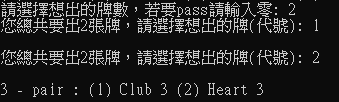 請選擇想出的牌數，若要pass請輸入零: 2
您總共要出2張牌，請選擇想出的牌(代號): 1
您總共要出2張牌，請選擇想出的牌(代號): 2
3 - pair : (1) Club 3 (2) Heart 3